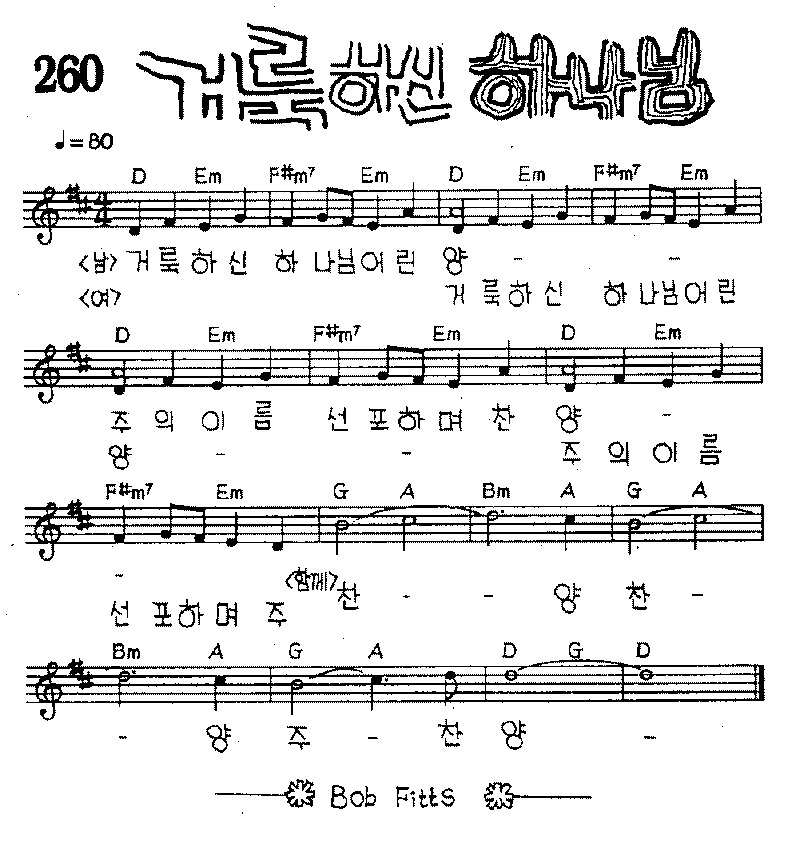 260 거룩하신 하나님
♩=80
D Em F#m7 Em D Em F#m7 Em
4/4
<남> 거룩하신 하나님어린 양 - -
<여> 거룩하신 하나님어린
D Em F#m7 Em D Em
주의이름 선포하며 찬 양 -
양 - - 주의이름
F#m7 Em G A Bm A G A
- <함께> 찬 - - 양 찬 -
선포하며 주
Bm A G A D G D
- 양 주 - 찬 양 -
Bob Fitts